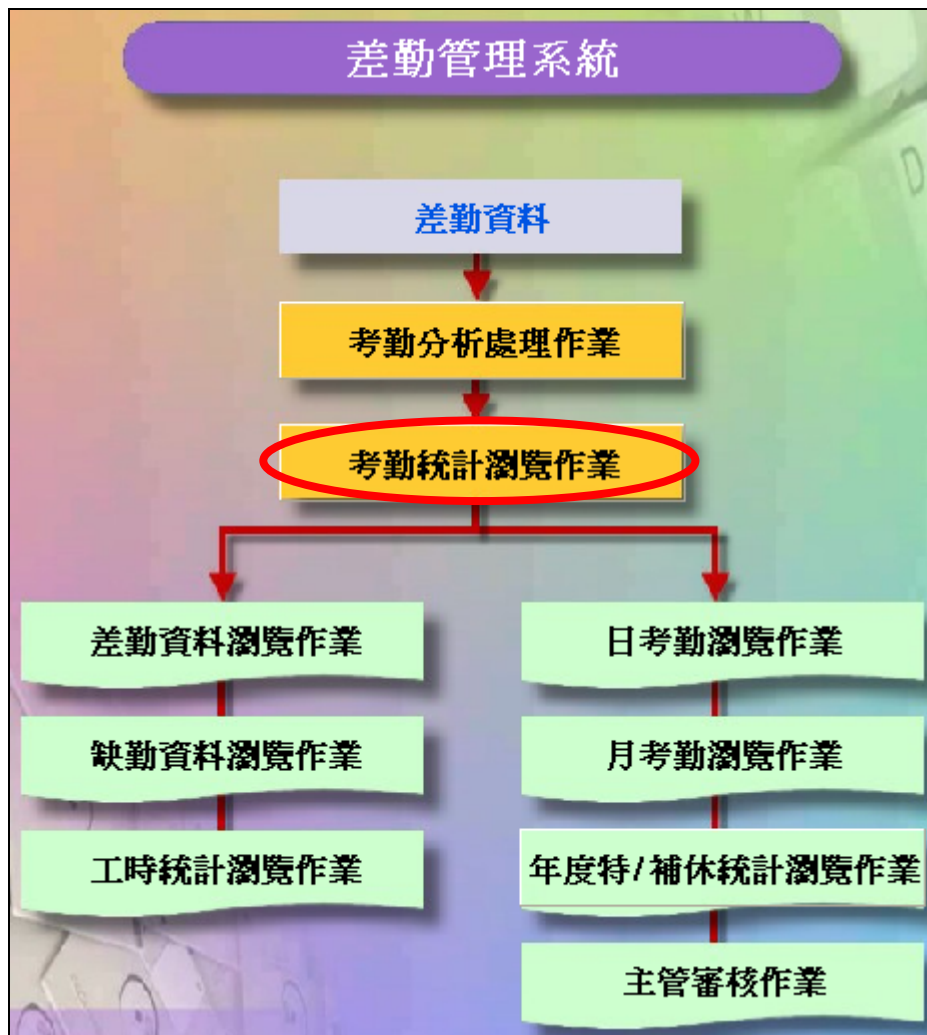 差勤管理系統
差勤資料
考勤分析處理作業
考勤統計瀏覽作業
差勤資料瀏覽作業
缺勤資料瀏覽作業
工時統計瀏覽作業
日考勤瀏覽作業
月考勤瀏覽作業
年度特/補休統計瀏覽作業
主管審核作業
D